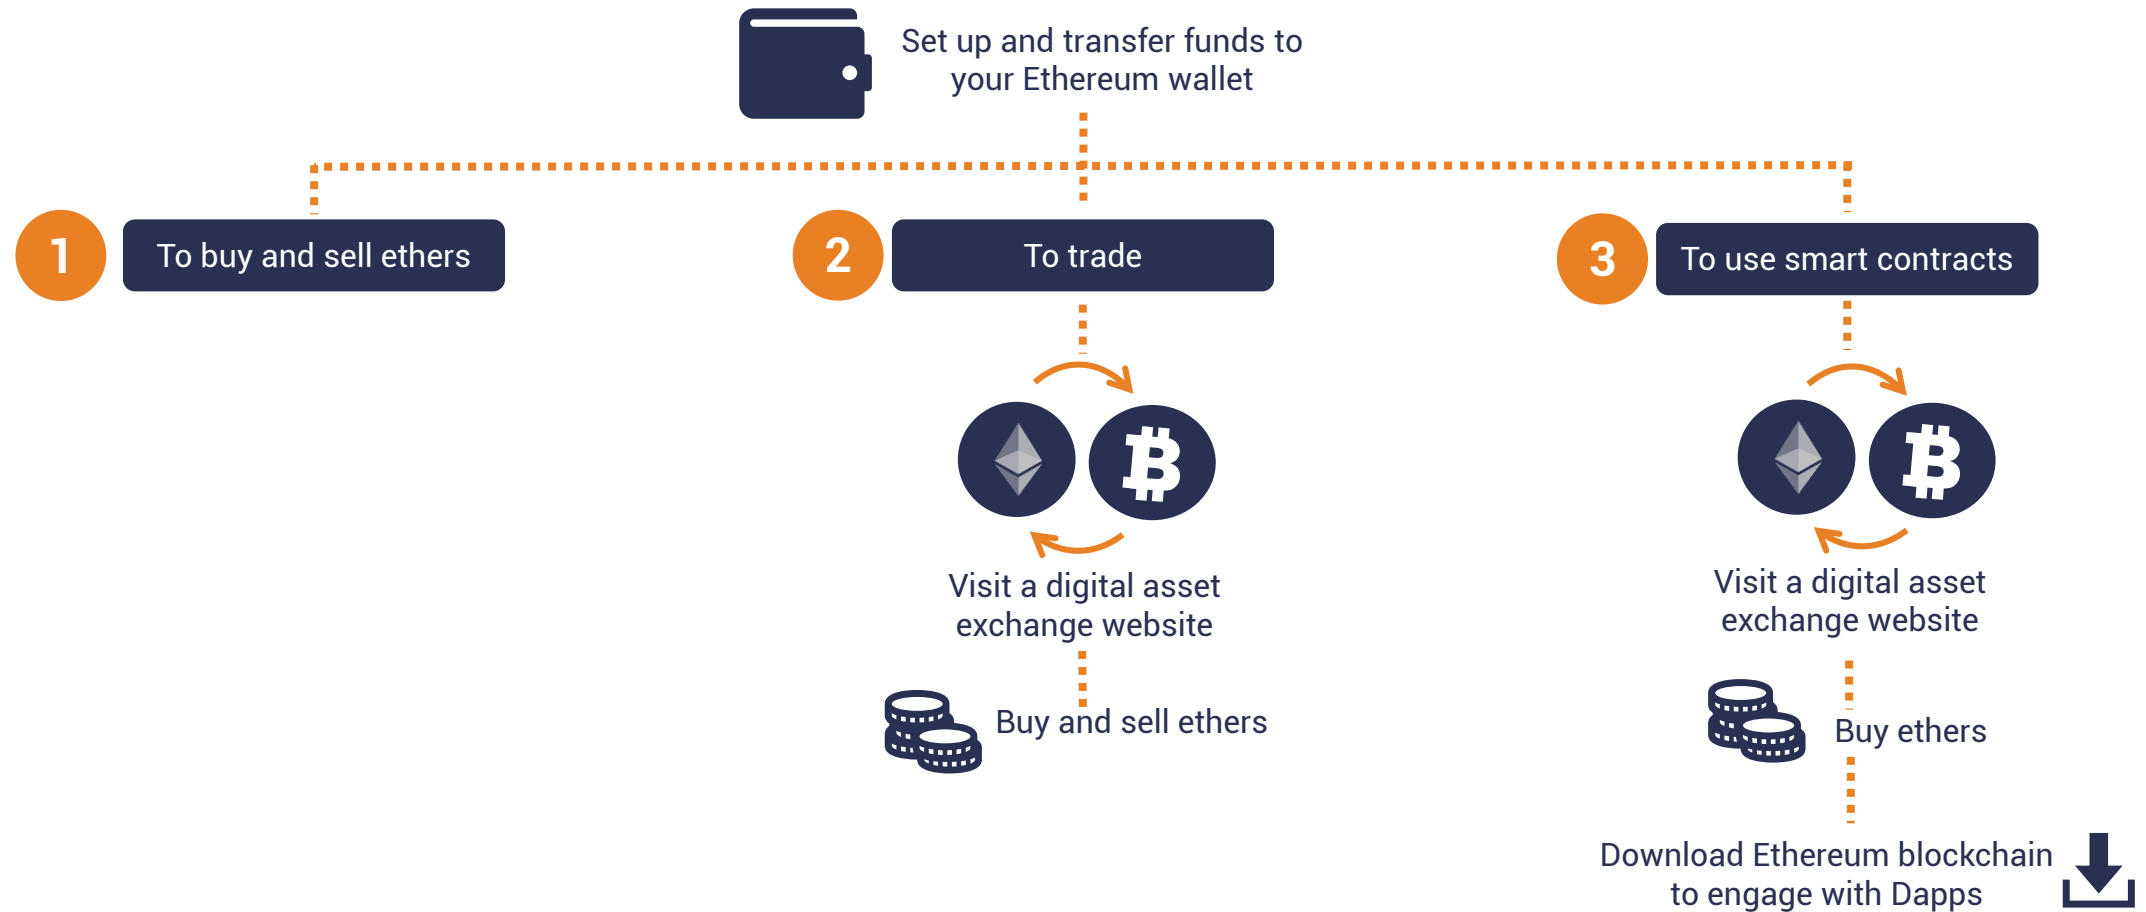 Set up and transfer funds to
your Ethereum wallet
1
To buy and sell ethers
2
To trade
3
To use smart contracts
Visit a digital asset
exchange website
Buy and sell ethers
Visit a digital asset
exchange website
Buy ethers
Download Ethereum blockchain
to engage with Dapps